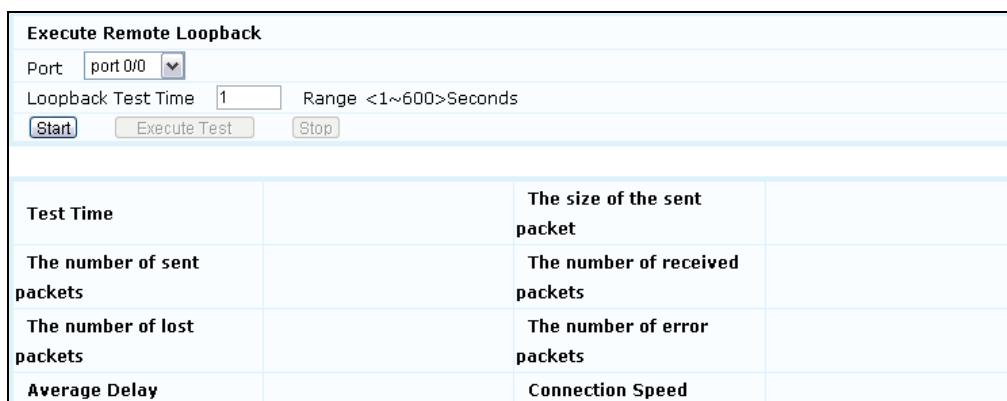 Execute Remote Loopback
Port port 0/0
Loopback Test Time 1 Range <1~600>Seconds
Start Execute Test Stop
Test Time
The size of the sent
packet
The number of sent
packets
The number of received
packets
The number of lost
packets
The number of error
packets
Average Delay
Connection Speed